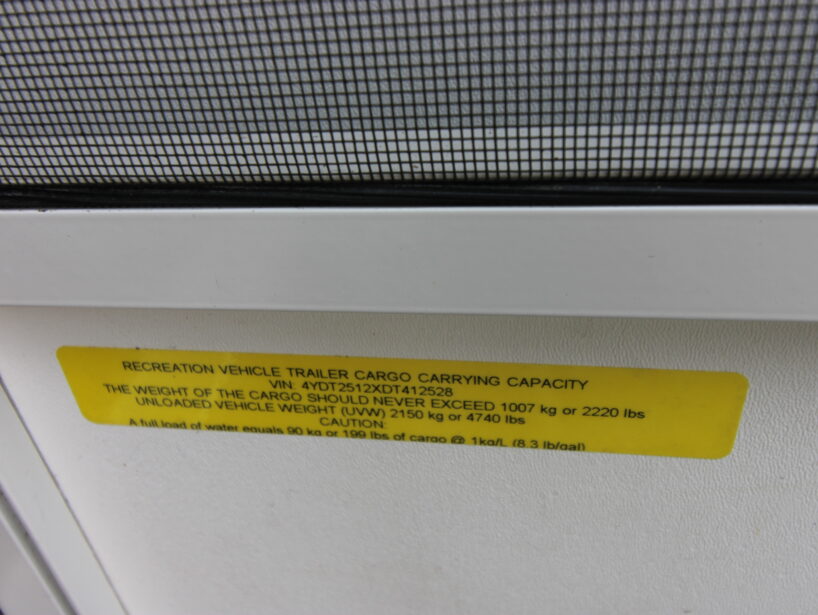 RECREATION VEHICLE TRAILER CARGO CARRYING CAPACITY
VIN: 4YDT2512XDT412528
THE WEIGHT OF THE CARGO SHOULD NEVER EXCEED 1007 kg or 2220 lbs
UNLOADED VEHICLE WEIGHT (UVW) 2150 kg or 4740 lbs
CAUTION:
A full load of water equals 90 kg or 199 lbs of cargo @ 1kg/L (8.3 lb/gal)